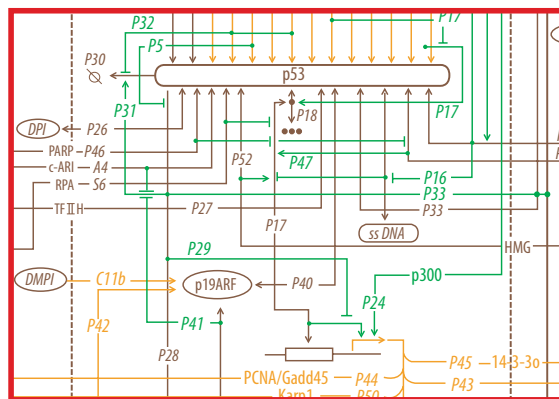 P32
P17
P5
P30
p53
P31
P18
P17
DPI
P26
PARP
P46
P52
P47
c-ARI
A4
RPA
S6
P16
P33
TFⅡH
P27
P33
P17
ss DNA
HMG
P29
DMPI
C11b
p19ARF
P40
p300
P24
P42
P41
P28
P45
14-3-3σ
PCNA/Gadd45
P44
P43
Karp1
P50